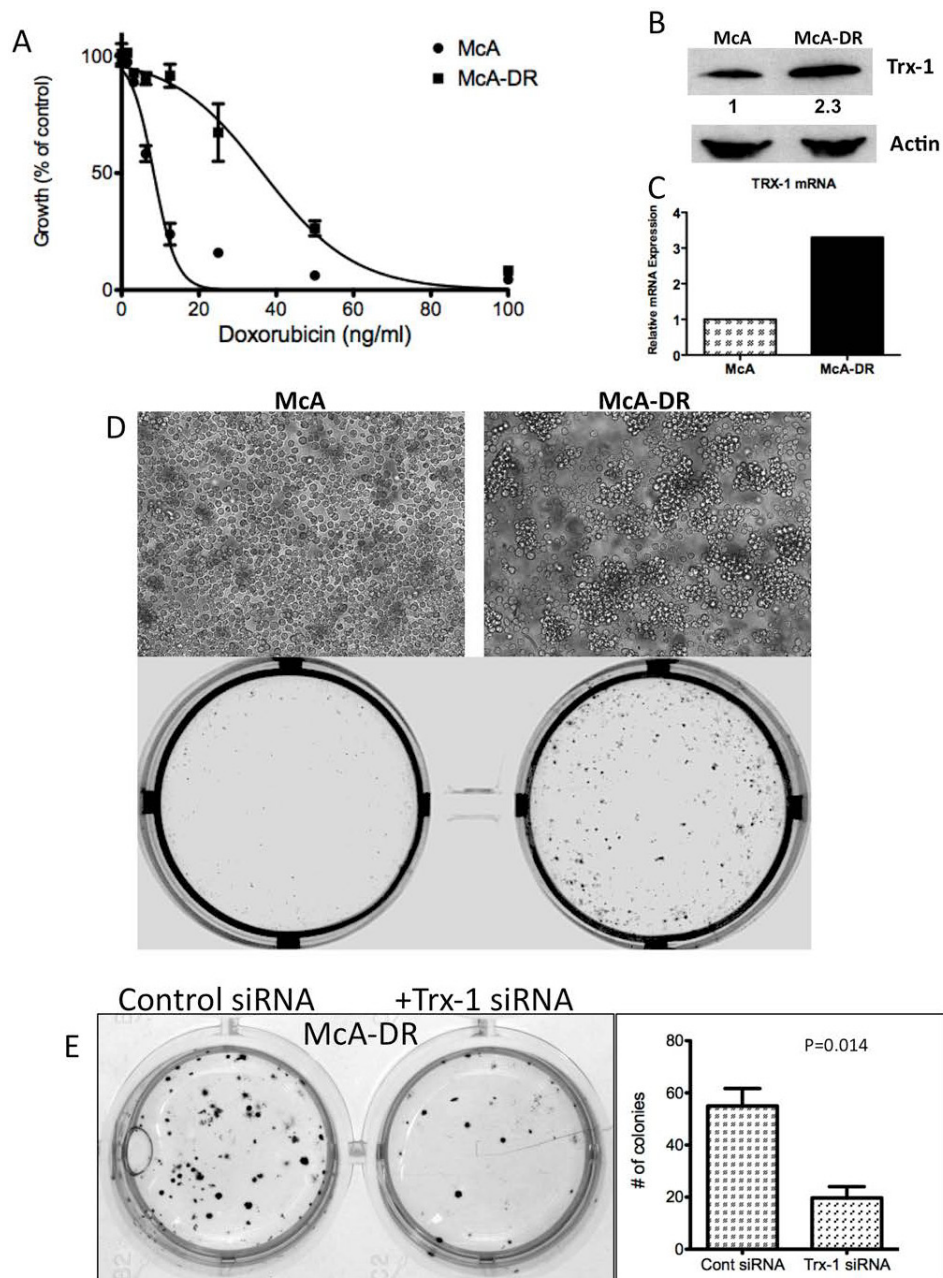 A
McA
McA-DR
Growth (% of control)
100
50
0
0 20 40 60 80 100
Doxorubicin (ng/ml)
B
McA McA-DR
Trx-1
1 2.3
Actin
C
TRX-1 mRNA
Relative mRNA Expression
4
3
2
1
0
McA McA-DR
D
McA McA-DR
E
Control siRNA +Trx-1 siRNA
McA-DR
P=0.014
# of colonies
80
60
40
20
0
Cont siRNA Trx-1 siRNA